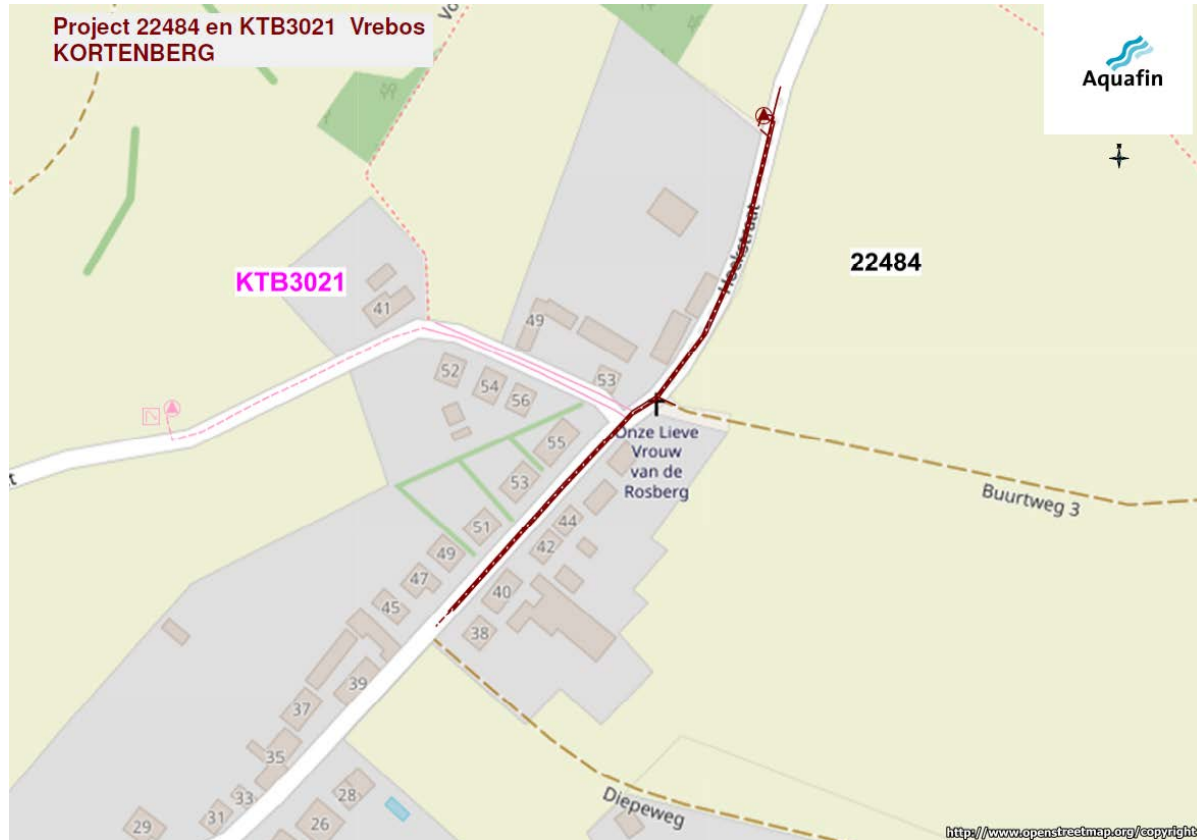 Project 22484 en KTB3021 Vrebos
KORTENBERG
Aquafin
Vo
KTB3021
22484
Hoekstraat
41
49
52
54
56
53
55
53
51
49
47
45
44
42
40
38
39
37
35
33
31
29
28
26
Onze Lieve
Vrouw
van de
Rosberg
Buurtweg 3
Diepeweg
t
http://www.openstreetmap.org/copyright